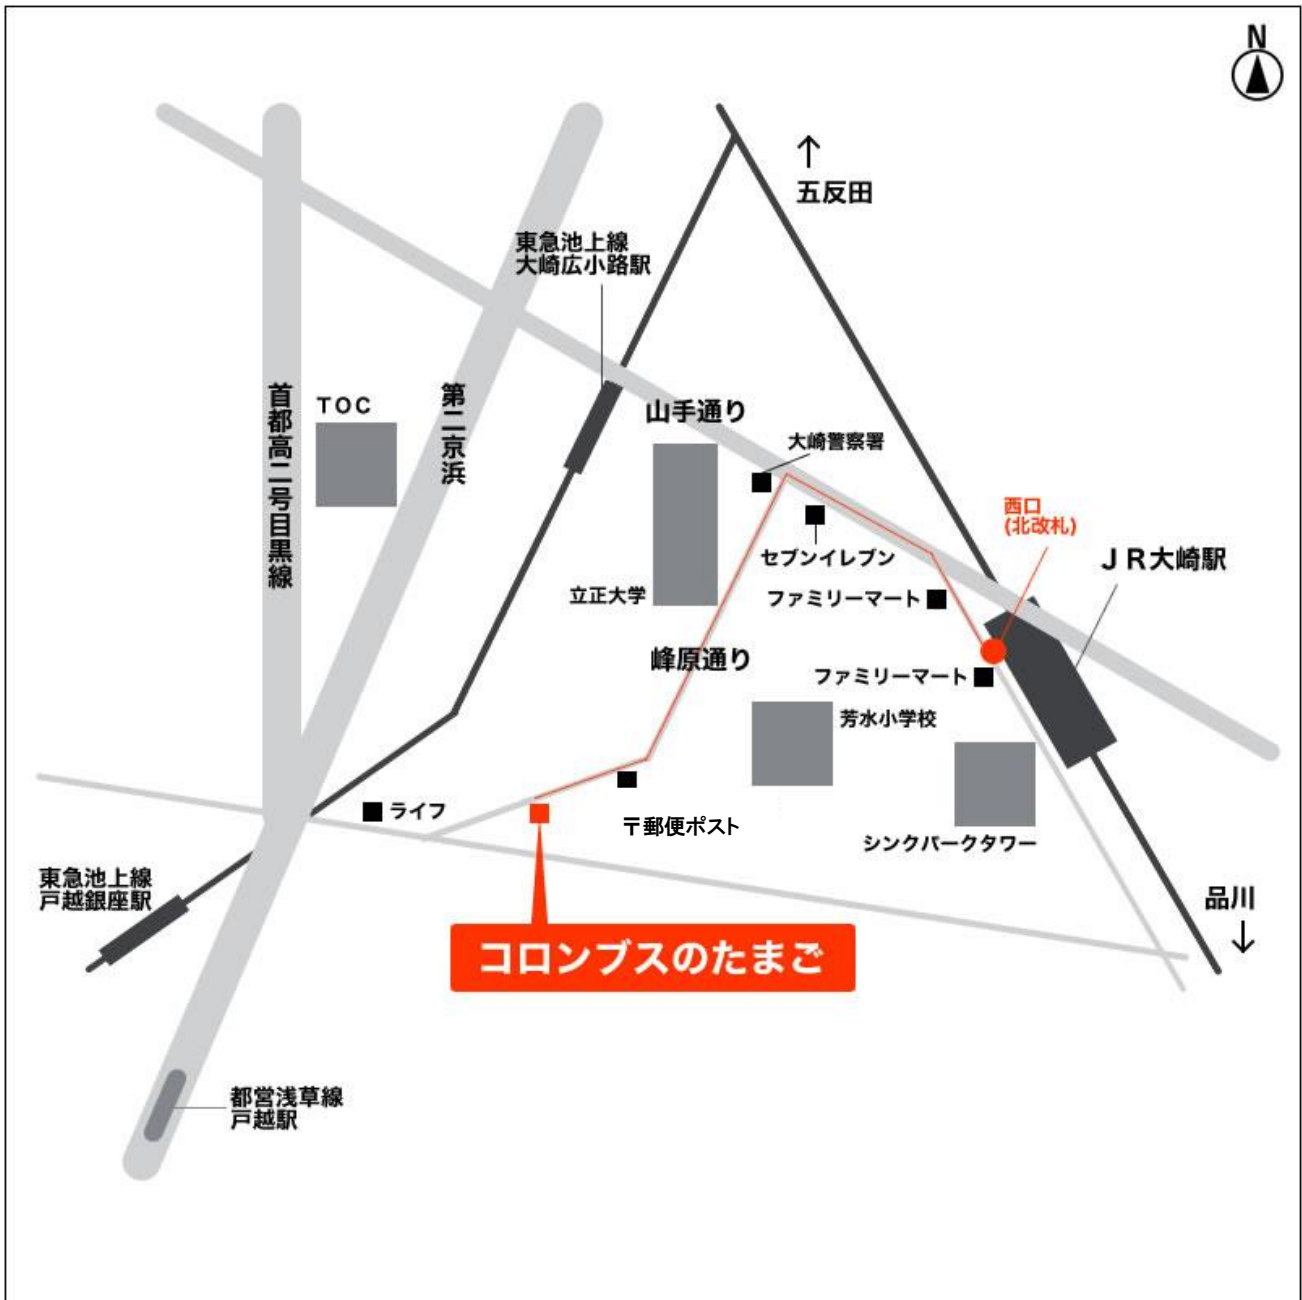 N
↑
五反田
東急池上線
大崎広小路駅
首都高二号目黒線
TOC
第二京浜
山手通り
大崎警察署
西口
(北改札)
JR大崎駅
セブンイレブン
立正大学
ファミリーマート
峰原通り
ファミリーマート
芳水小学校
ライフ
〒郵便ポスト
シンクパークタワー
東急池上線
戸越銀座駅
品川
↓
コロンブスのたまご
都営浅草線
戸越駅